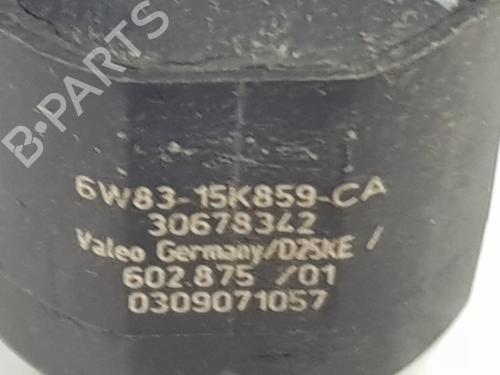 B-PARTS
6W83-15K859-CA
30678342
Valeo Germany/D25KE /
602.875 /01
0309071057